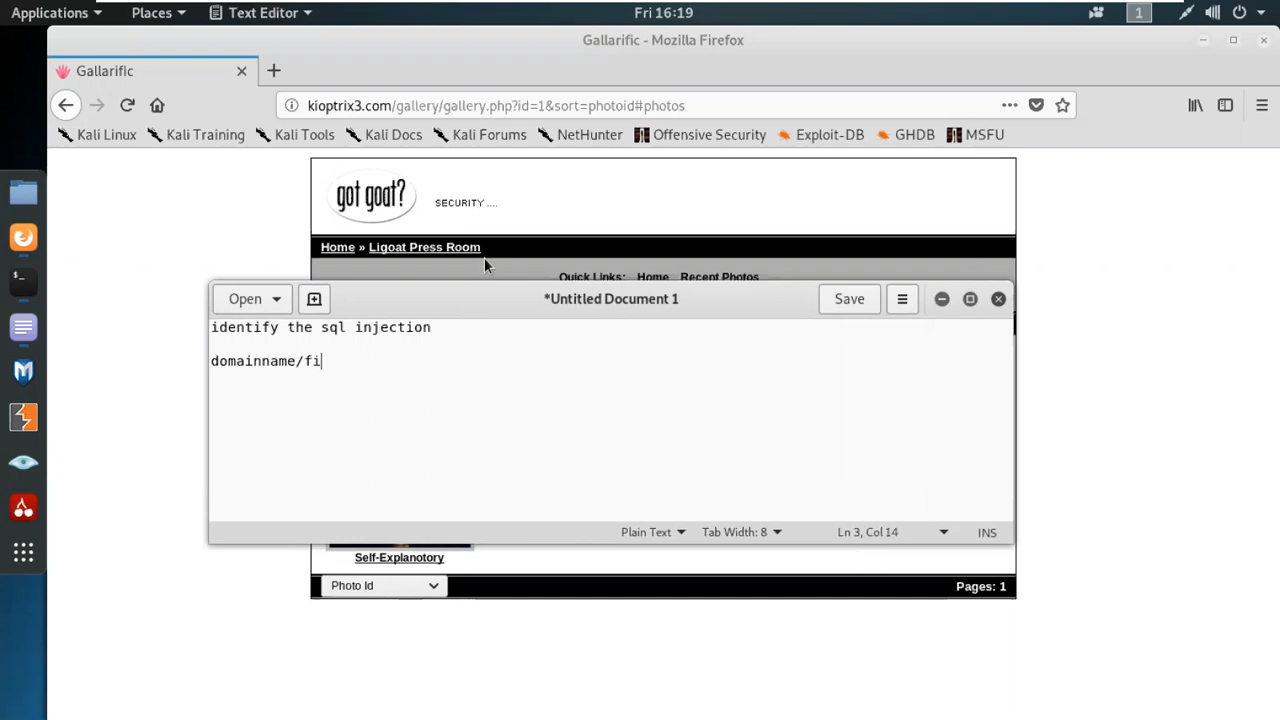 Applications Places Text Editor Fri 16:19 1
Gallarific - Mozilla Firefox
Gallarific
kioptrix3.com/gallery/gallery.php?id=1&sort=photoid#photos
Kali Linux Kali Training Kali Tools Kali Docs Kali Forums NetHunter Offensive Security Exploit-DB GHDB MSFU
got goat? SECURITY ....
Home » Ligoat Press Room
Quick Links: Home Recent Photos
Open *Untitled Document 1 Save
identify the sql injection
domainname/fi
Plain Text Tab Width: 8 Ln 3, Col 14 INS
Self-Explanatory
Photo Id Pages: 1